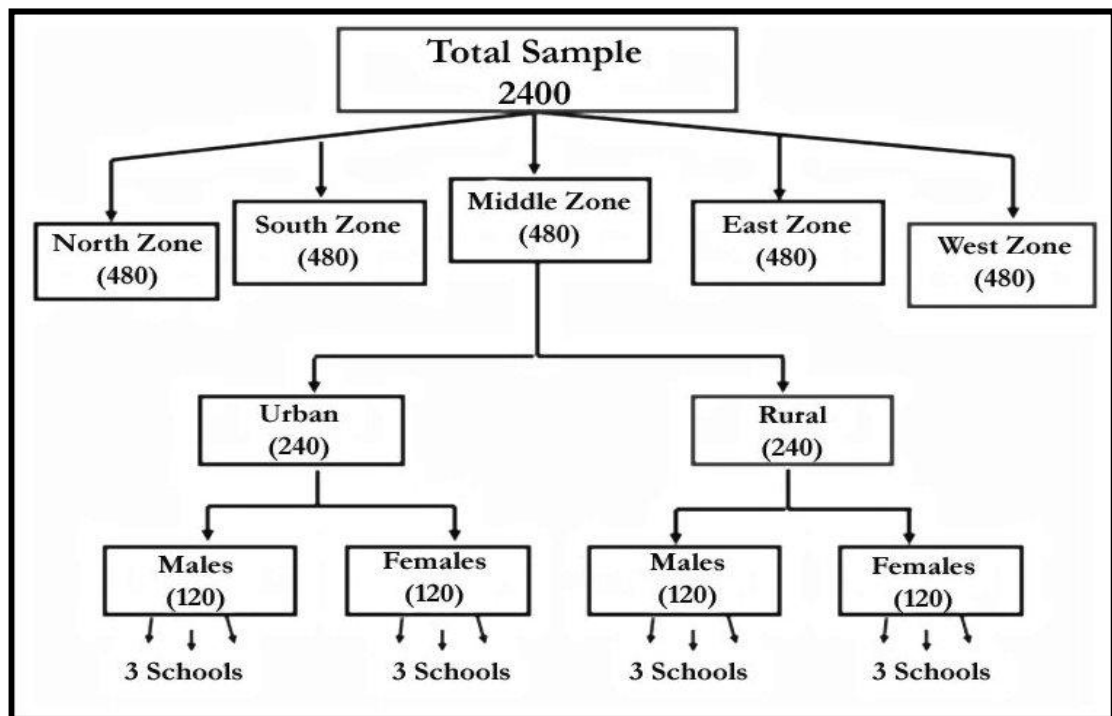 Total Sample
2400
North Zone
(480)
South Zone
(480)
Middle Zone
(480)
East Zone
(480)
West Zone
(480)
Urban
(240)
Rural
(240)
Males
(120)
Females
(120)
Males
(120)
Females
(120)
3 Schools
3 Schools
3 Schools
3 Schools